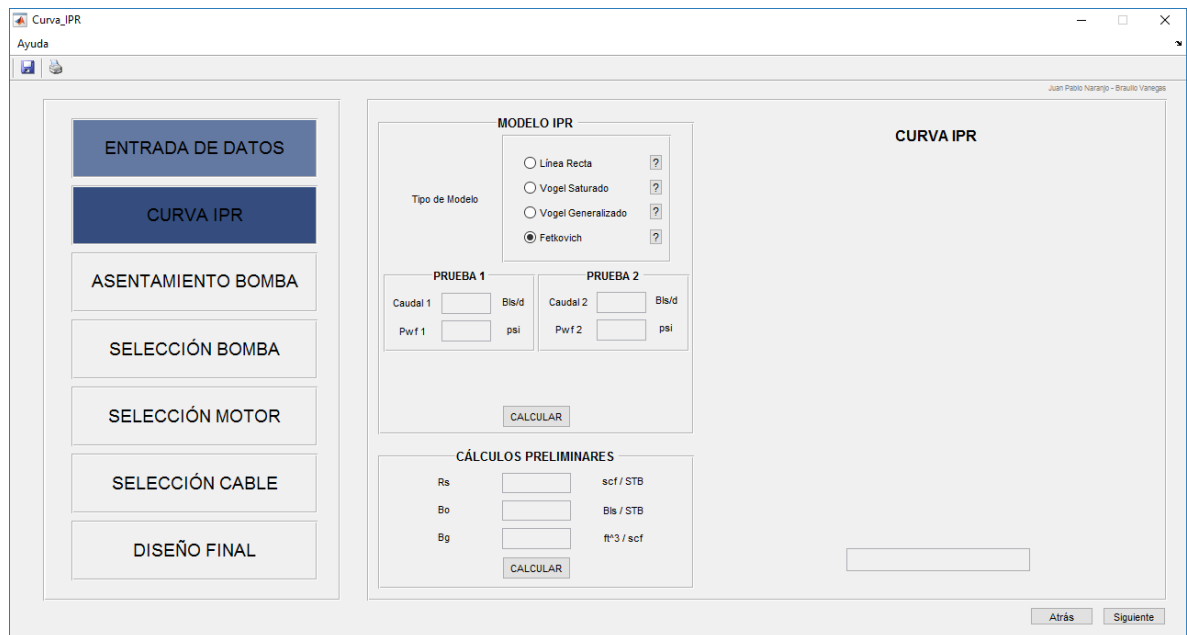 Curva_IPR
Ayuda
Juan Pablo Naranjo - Braulio Vanegas
ENTRADA DE DATOS
CURVA IPR
ASENTAMIENTO BOMBA
SELECCIÓN BOMBA
SELECCIÓN MOTOR
SELECCIÓN CABLE
DISEÑO FINAL
MODELO IPR
Tipo de Modelo
Línea Recta ?
Vogel Saturado ?
Vogel Generalizado ?
Fetkovich ?
PRUEBA 1
Caudal 1 Bls/d
Pwf 1 psi
PRUEBA 2
Caudal 2 Bls/d
Pwf 2 psi
CALCULAR
CÁLCULOS PRELIMINARES
Rs scf / STB
Bo Bls / STB
Bg ft^3 / scf
CALCULAR
CURVA IPR
Atrás Siguiente